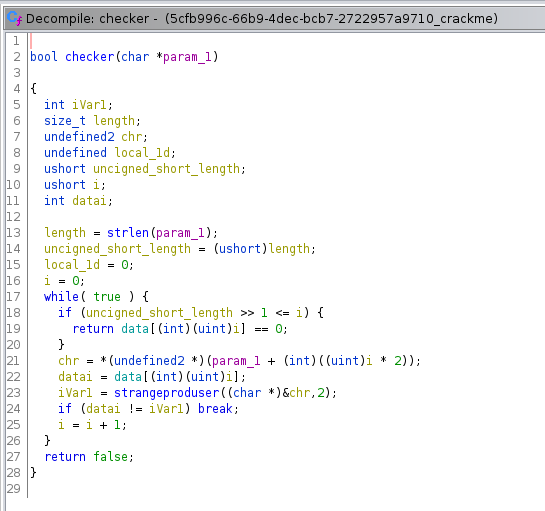 Decompile: checker - (5cfb996c-66b9-4dec-bcb7-2722957a9710_crackme)
1
2 bool checker(char *param_1)
3
4 {
5   int iVar1;
6   size_t length;
7   undefined2 chr;
8   undefined local_1d;
9   ushort uncigned_short_length;
10   ushort i;
11   int datai;
12
13   length = strlen(param_1);
14   uncigned_short_length = (ushort)length;
15   local_1d = 0;
16   i = 0;
17   while( true ) {
18     if (uncigned_short_length >> 1 <= i) {
19       return data[(int)(uint)i] == 0;
20     }
21     chr = *(undefined2 *)(param_1 + (int)((uint)i * 2));
22     datai = data[(int)(uint)i];
23     iVar1 = strangeproduser((char *)&chr,2);
24     if (datai != iVar1) break;
25     i = i + 1;
26   }
27   return false;
28 }
29